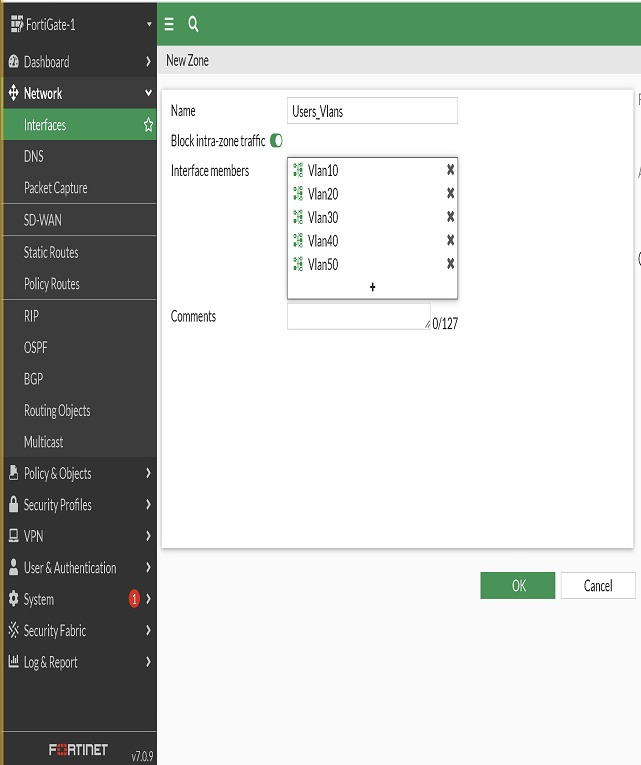 FortiGate-1
Dashboard
Network
Interfaces
DNS
Packet Capture
SD-WAN
Static Routes
Policy Routes
RIP
OSPF
BGP
Routing Objects
Multicast
Policy & Objects
Security Profiles
VPN
User & Authentication
System 1
Security Fabric
Log & Report
FORTINET v7.0.9
New Zone
Name Users_Vlans
Block intra-zone traffic
Interface members Vlan10
Vlan20
Vlan30
Vlan40
Vlan50
+
Comments 0/127
OK Cancel